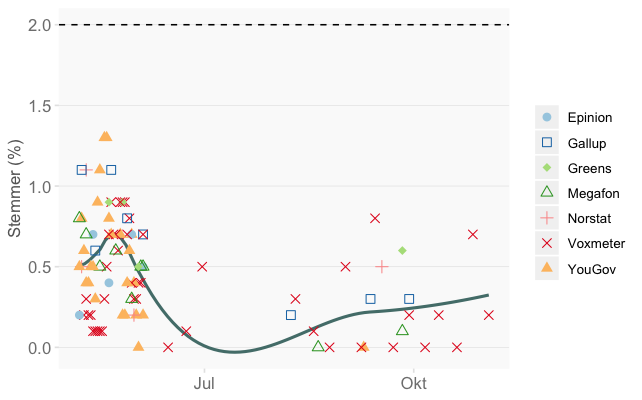 2.0
1.5
1.0
0.5
0.0
Stemmer (%)
Jul
Okt
Epinion
Gallup
Greens
Megafon
Norstat
Voxmeter
YouGov